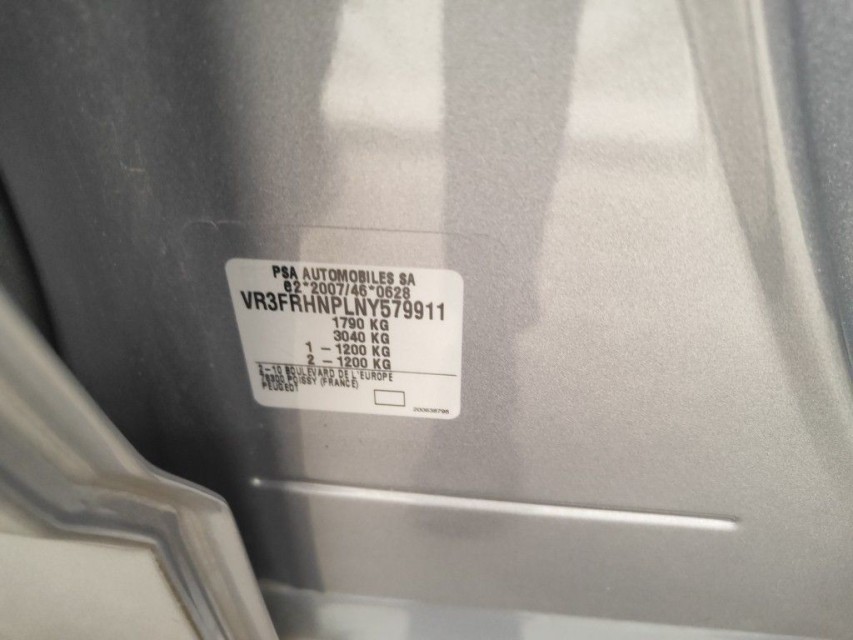 PSA AUTOMOBILES SA
e2*2007/46*0628
VR3FRHNPLNY579911
1790 KG
3040 KG
1 - 1200 KG
2 - 1200 KG
2-10 BOULEVARD DE L'EUROPE
78300 POISSY (FRANCE)
PEUGEOT